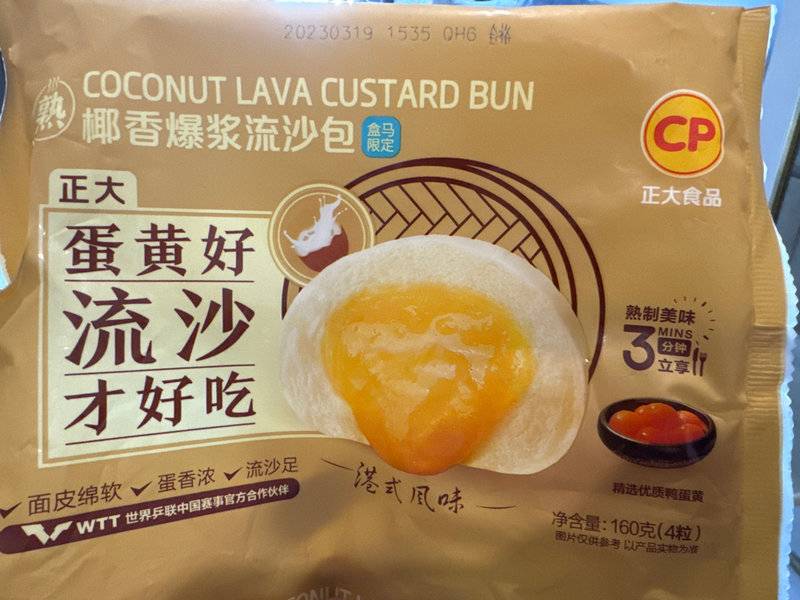 20230319 1535 QH6 合格
熟
COCONUT LAVA CUSTARD BUN
椰香爆浆流沙包
盒马
限定
CP
正大食品
正大
蛋黄好
流沙
才好吃
熟制美味
3 MINS
分钟
立享
精选优质鸭蛋黄
✓ 面皮绵软 ✓ 蛋香浓 ✓ 流沙足
港式风味
WTT 世界乒联中国赛事官方合作伙伴
净含量：160克(4粒)
图片仅供参考 以产品实物为准